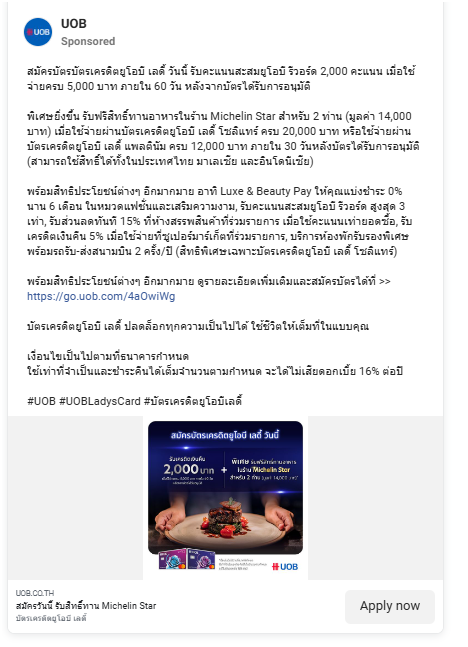 UOB
Sponsored
สมัครบัตรบัตรเครดิตยูโอบี เลดี้ วันนี้ รับคะแนนสะสมยูโอบี รีวอร์ด 2,000 คะแนน เมื่อใช้
จ่ายครบ 5,000 บาท ภายใน 60 วัน หลังจากบัตรได้รับการอนุมัติ
พิเศษยิ่งขึ้น รับฟรีสิทธิ์ทานอาหารในร้าน Michelin Star สำหรับ 2 ท่าน (มูลค่า 14,000
บาท) เมื่อใช้จ่ายผ่านบัตรเครดิตยูโอบี เลดี้ โซลิแทร์ ครบ 20,000 บาท หรือใช้จ่ายผ่าน
บัตรเครดิตยูโอบี เลดี้ แพลตินัม ครบ 12,000 บาท ภายใน 30 วันหลังบัตรได้รับการอนุมัติ
(สามารถใช้สิทธิ์ได้ทั้งในประเทศไทย มาเลเซีย และอินโดนีเซีย)
พร้อมสิทธิประโยชน์ต่างๆ อีกมากมาย อาทิ Luxe & Beauty Pay ให้คุณแบ่งชำระ 0%
นาน 6 เดือน ในหมวดแฟชั่นและเสริมความงาม, รับคะแนนสะสมยูโอบี รีวอร์ด สูงสุด 3
เท่า, รับส่วนลดทันที 15% ที่ห้างสรรพสินค้าที่ร่วมรายการ เมื่อใช้คะแนนเท่ายอดซื้อ, รับ
เครดิตเงินคืน 5% เมื่อใช้จ่ายที่ซูเปอร์มาร์เก็ตที่ร่วมรายการ, บริการห้องพักรับรองพิเศษ
พร้อมรถรับ-ส่งสนามบิน 2 ครั้ง/ปี (สิทธิพิเศษเฉพาะบัตรเครดิตยูโอบี เลดี้ โซลิแทร์)
พร้อมสิทธิประโยชน์ต่างๆ อีกมากมาย ดูรายละเอียดเพิ่มเติมและสมัครบัตรได้ที่ >>
https://go.uob.com/4aOwiWg
บัตรเครดิตยูโอบี เลดี้ ปลดล็อกทุกความเป็นไปได้ ใช้ชีวิตให้เต็มที่ในแบบคุณ
เงื่อนไขเป็นไปตามที่ธนาคารกำหนด
ใช้เท่าที่จำเป็นและชำระคืนได้เต็มจำนวนตามกำหนด จะได้ไม่เสียดอกเบี้ย 16% ต่อปี
#UOB #UOBLadysCard #บัตรเครดิตยูโอบีเลดี้
สมัครบัตรเครดิตยูโอบี เลดี้ วันนี้
รับเครดิตเงินคืน
2,000 บาท
+
พิเศษ รับฟรีสิทธิ์ทานอาหาร
ในร้าน Michelin Star
สำหรับ 2 ท่าน (มูลค่า 14,000 บาท)
UOB
UOB.CO.TH
สมัครวันนี้ รับสิทธิ์ทาน Michelin Star
บัตรเครดิตยูโอบี เลดี้
Apply now